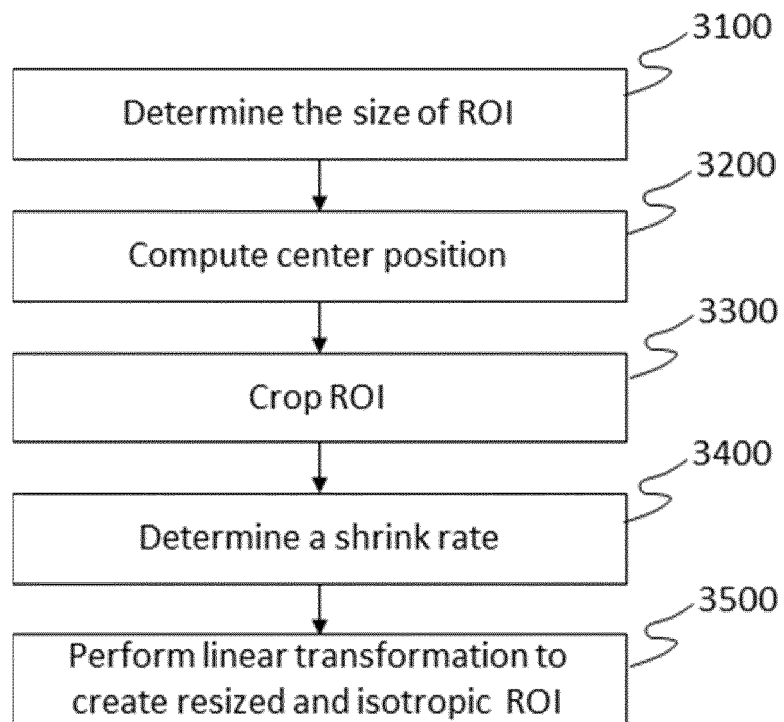 3100
Determine the size of ROI
3200
Compute center position
3300
Crop ROI
3400
Determine a shrink rate
3500
Perform linear transformation to
create resized and isotropic ROI